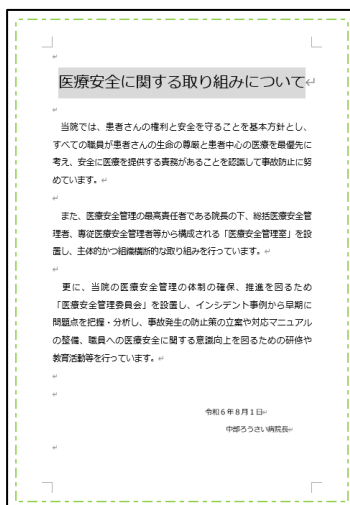 医療安全に関する取り組みについて
当院では、患者さんの権利と安全を守ることを基本方針とし、
すべての職員が患者さんの生命の尊厳と患者中心の医療を最優先に
考え、安全に医療を提供する責務があることを認識して事故防止に努
めています。
また、医療安全管理の最高責任者である院長の下、総括医療安全管
理者、専従医療安全管理者等から構成される「医療安全管理室」を設
置し、主体的かつ組織横断的な取り組みを行っています。
更に、当院の医療安全管理の体制の確保、推進を図るため
「医療安全管理委員会」を設置し、インシデント事例から早期に
問題点を把握・分析し、事故発生の防止策の立案や対応マニュアル
の整備、職員への医療安全に関する意識向上を図るための研修や
教育活動等を行っています。
令和6年8月1日
中部ろうさい病院長